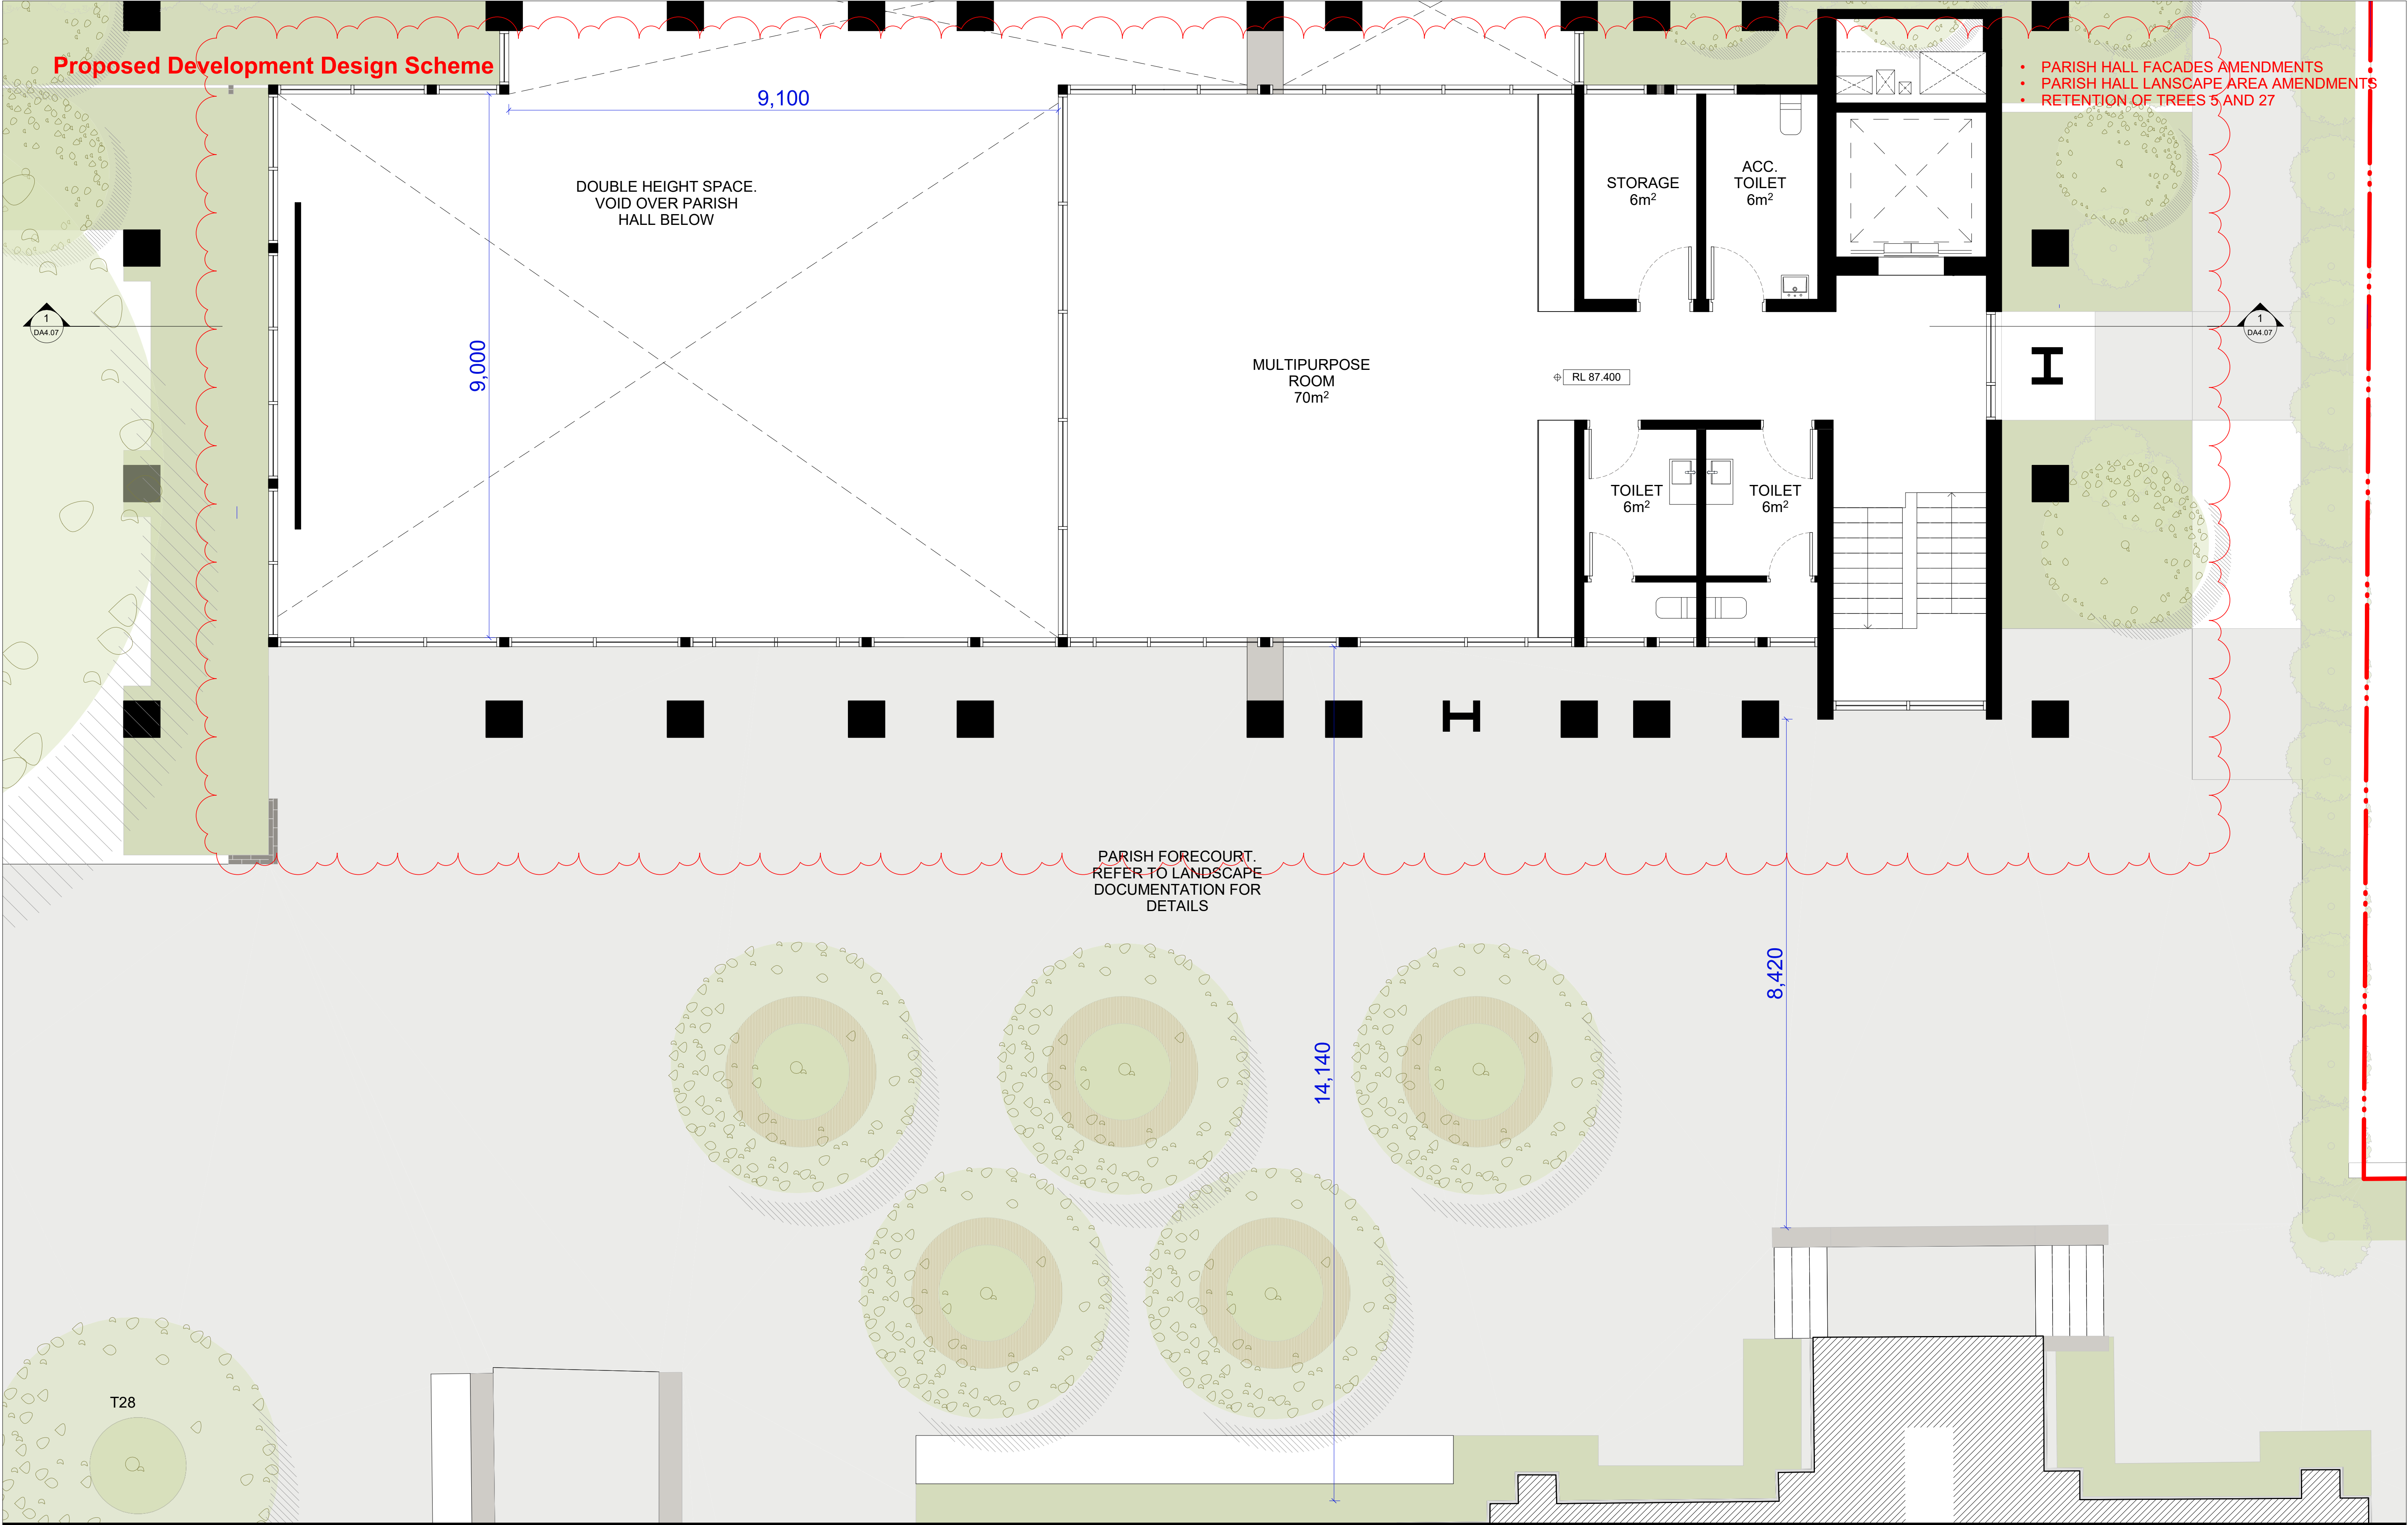 Proposed Development Design Scheme
• PARISH HALL FACADES AMENDMENTS
• PARISH HALL LANSCAPE AREA AMENDMENTS
• RETENTION OF TREES 5 AND 27
9,100
DOUBLE HEIGHT SPACE.
VOID OVER PARISH
HALL BELOW
STORAGE
6m²
ACC.
TOILET
6m²
1
DA4.07
1
DA4.07
9,000
MULTIPURPOSE
ROOM
70m²
RL 87.400
TOILET
6m²
TOILET
6m²
PARISH FORECOURT.
REFER TO LANDSCAPE
DOCUMENTATION FOR
DETAILS
8,420
14,140
T28